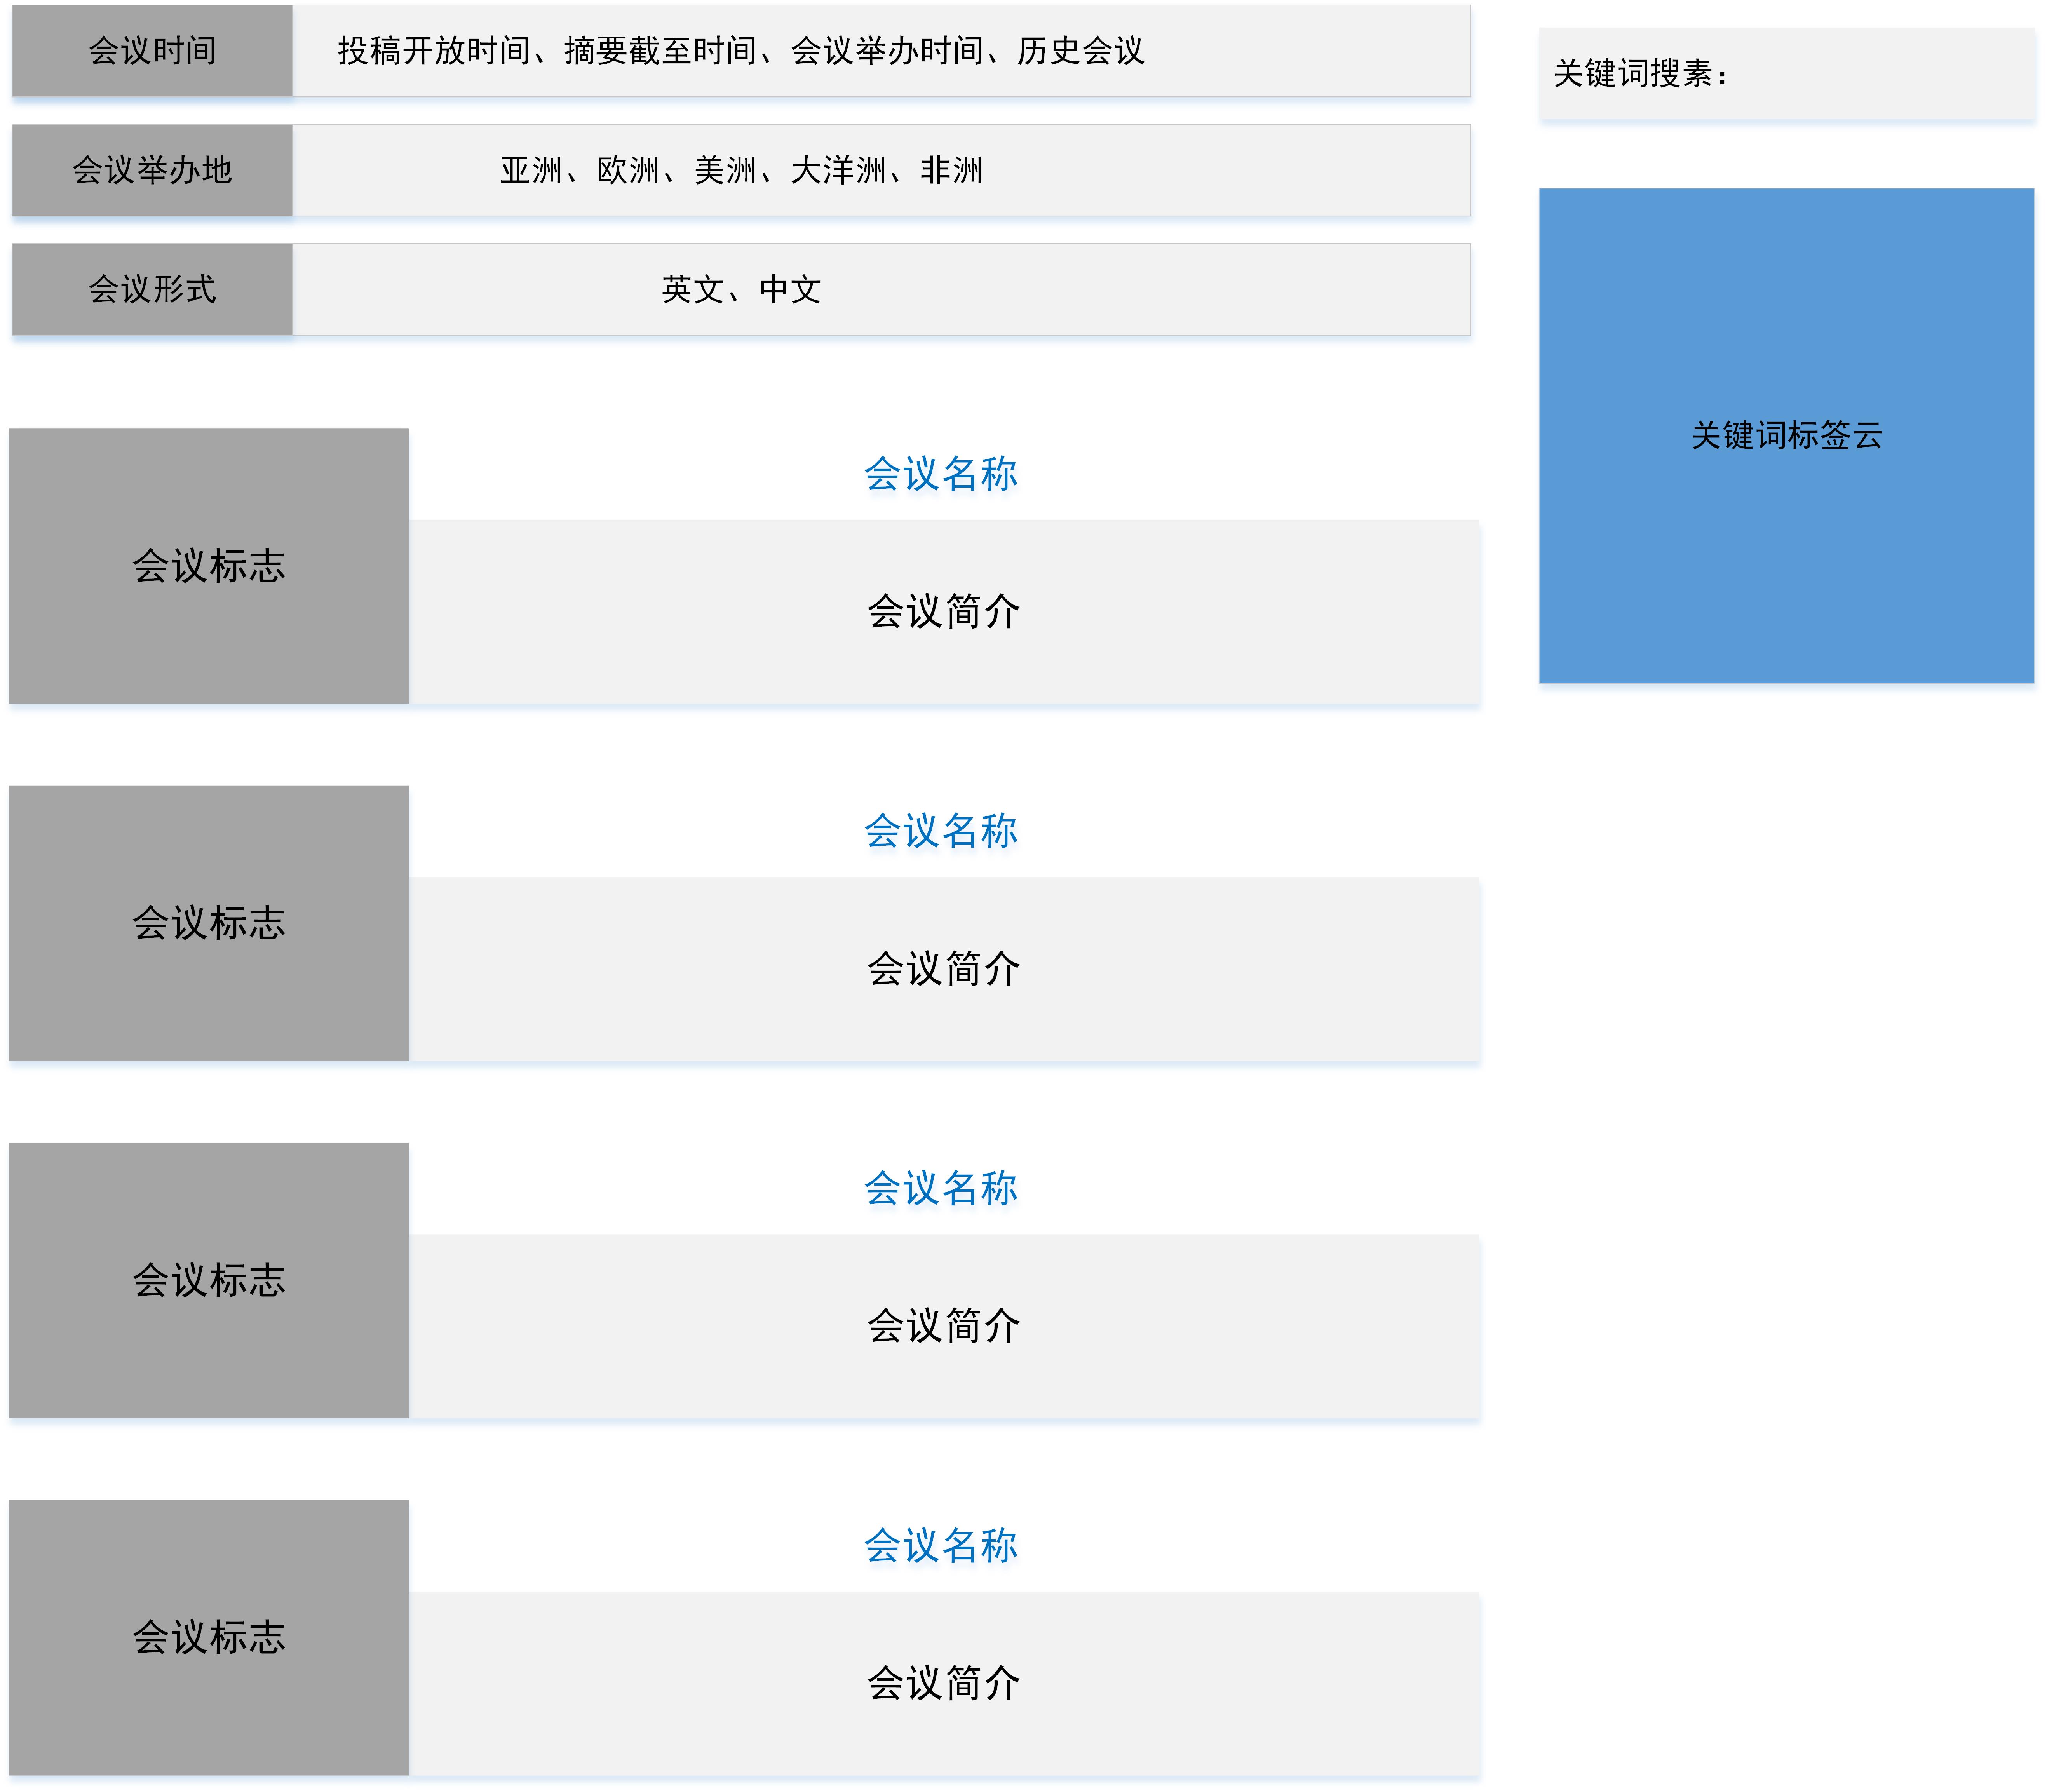 会议时间
投稿开放时间、摘要截至时间、会议举办时间、历史会议
会议举办地
亚洲、欧洲、美洲、大洋洲、非洲
会议形式
英文、中文
关键词搜素：
关键词标签云
会议标志
会议名称
会议简介
会议标志
会议名称
会议简介
会议标志
会议名称
会议简介
会议标志
会议名称
会议简介